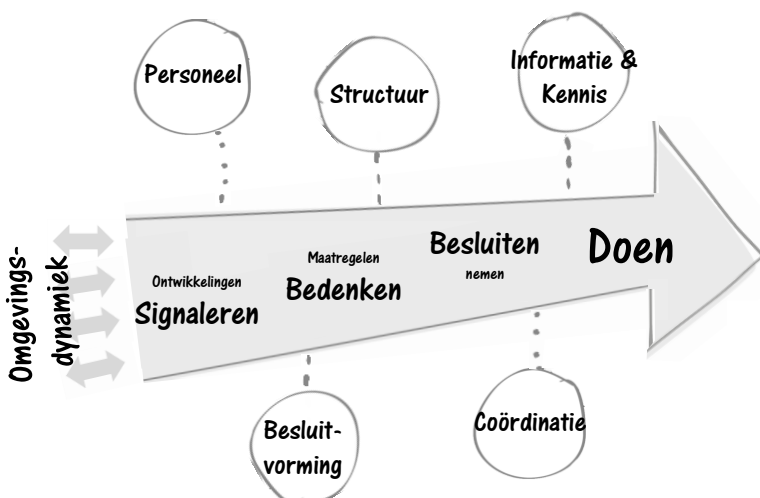 Personeel
Structuur
Informatie &
Kennis
Omgevings-
dynamiek
Ontwikkelingen
Signaleren
Maatregelen
Bedenken
Besluiten
nemen
Doen
Besluit-
vorming
Coördinatie